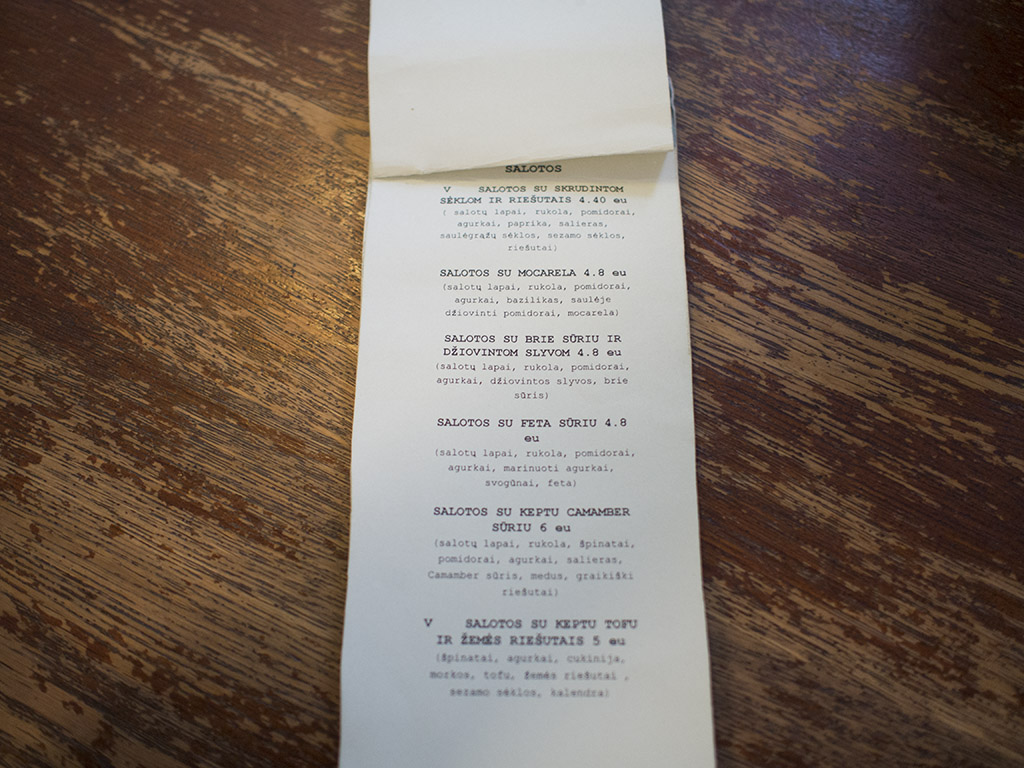 SALOTOS
V SALOTOS SU SKRUDINTOM
SĖKLOM IR RIEŠUTAIS 4.40 eu
( salotų lapai, rukola, pomidorai,
agurkai, paprika, salieras,
saulėgrąžų sėklos, sezamo sėklos,
riešutai)
SALOTOS SU MOCARELA 4.8 eu
(salotų lapai, rukola, pomidorai,
agurkai, bazilikas, saulėje
džiovinti pomidorai, mocarela)
SALOTOS SU BRIE SŪRIU IR
DŽIOVINTOM SLYVOM 4.8 eu
(salotų lapai, rukola, pomidorai,
agurkai, džiovintos slyvos, brie
sūris)
SALOTOS SU FETA SŪRIU 4.8
eu
(salotų lapai, rukola, pomidorai,
agurkai, marinuoti agurkai,
svogūnai, feta)
SALOTOS SU KEPTU CAMAMBER
SŪRIU 6 eu
(salotų lapai, rukola, špinatai,
pomidorai, agurkai, salieras,
Camamber sūris, medus, graikiški
riešutai)
V SALOTOS SU KEPTU TOFU
IR ŽEMĖS RIEŠUTAIS 5 eu
(špinatai, agurkai, cukinija,
morkos, tofu, žemės riešutai ,
sezamo sėklos, kalendra)